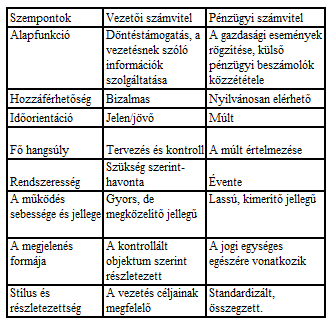 Szempontok Vezetői számvitel Pénzügyi számvitel
Alapfunkció Döntéstámogatás, a A gazdasági események
vezetésnek szóló rögzitése, külső
információk pénzügyi beszámolók
szolgáltatása közzététele
Hozzáférhetőség Bizalmas Nyilvánosan elérhető
Időorientáció Jelen/jövő Múlt
Fő hangsúly Tervezés és kontroll A múlt értelmezése
Szükség szerint-
Rendszeresség havonta Évente
A működés Gyors, de Lassú, kimerítő jellegű
sebessége és jellege megközelítő jellegű
A megjelenés A kontrollált A jogi egységes
formája objektum szerint egészére vonatkozik
részletezett
Stilus és A vezetés céljainak Standardizált,
részletezettség megfelelő összegzett.